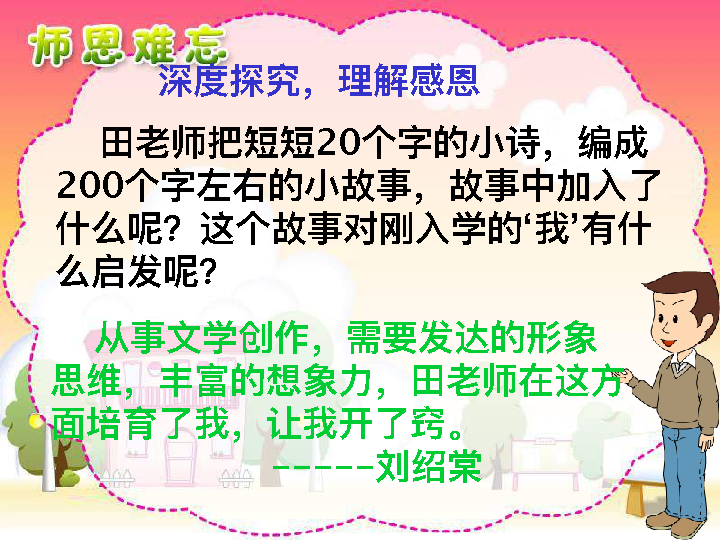 师恩难忘
深度探究，理解感恩
田老师把短短20个字的小诗，编成
200个字左右的小故事，故事中加入了
什么呢？这个故事对刚入学的‘我’有什
么启发呢？
从事文学创作，需要发达的形象
思维，丰富的想象力，田老师在这方
面培育了我，让我开了窍。
-----刘绍棠